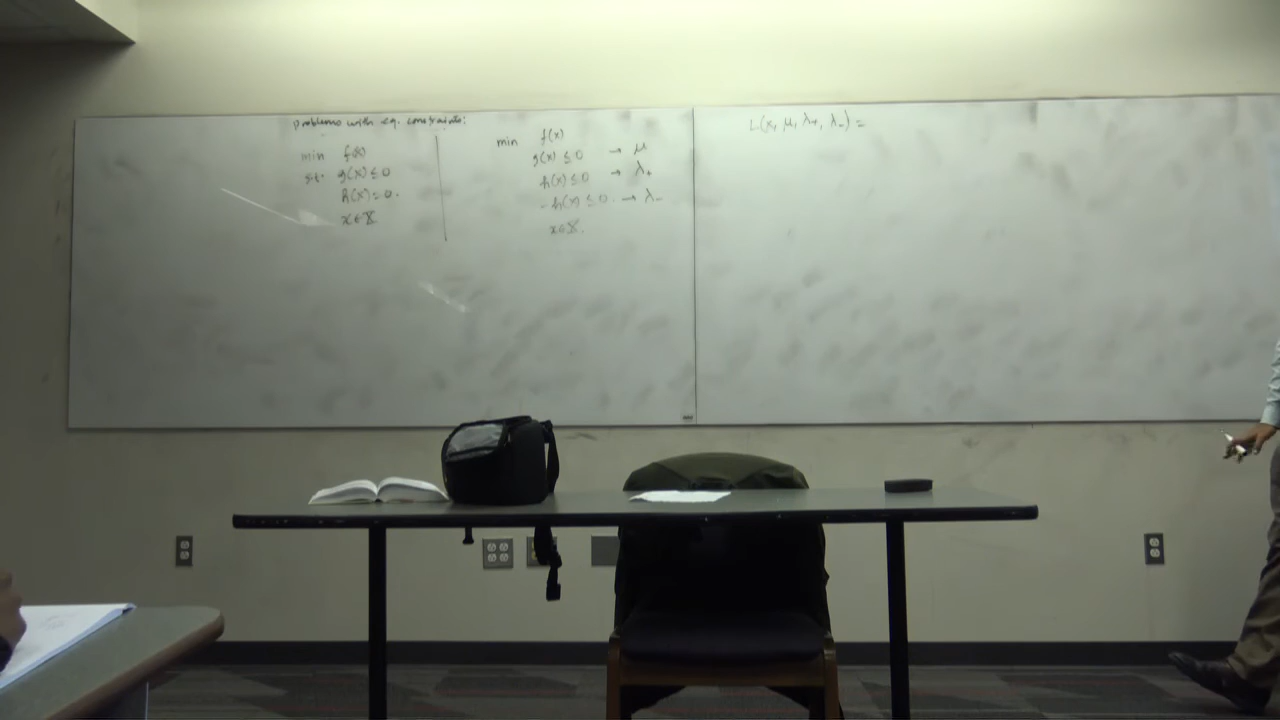 problems with eq. constraints:
min f(x)
s.t. g(x) ≤ 0
h(x) = 0.
x ∈ X
min f(x)
g(x) ≤ 0 → μ
h(x) ≤ 0 → λ₊
-h(x) ≤ 0. → λ₋
x ∈ X.
L(x, μ, λ₊, λ₋) =